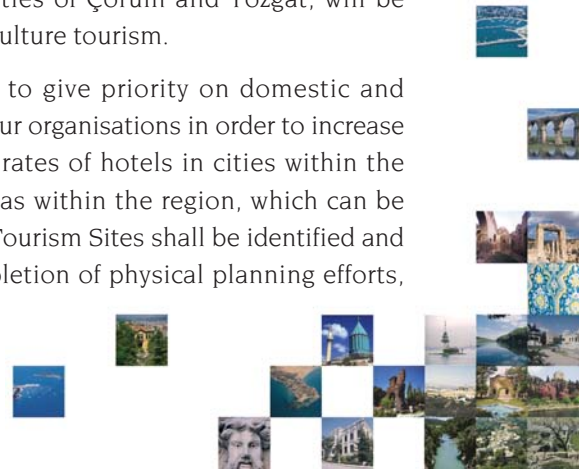 ties of Çorum and Yozgat, will be
ulture tourism.
to give priority on domestic and
ur organisations in order to increase
rates of hotels in cities within the
as within the region, which can be
Tourism Sites shall be identified and
letion of physical planning efforts,